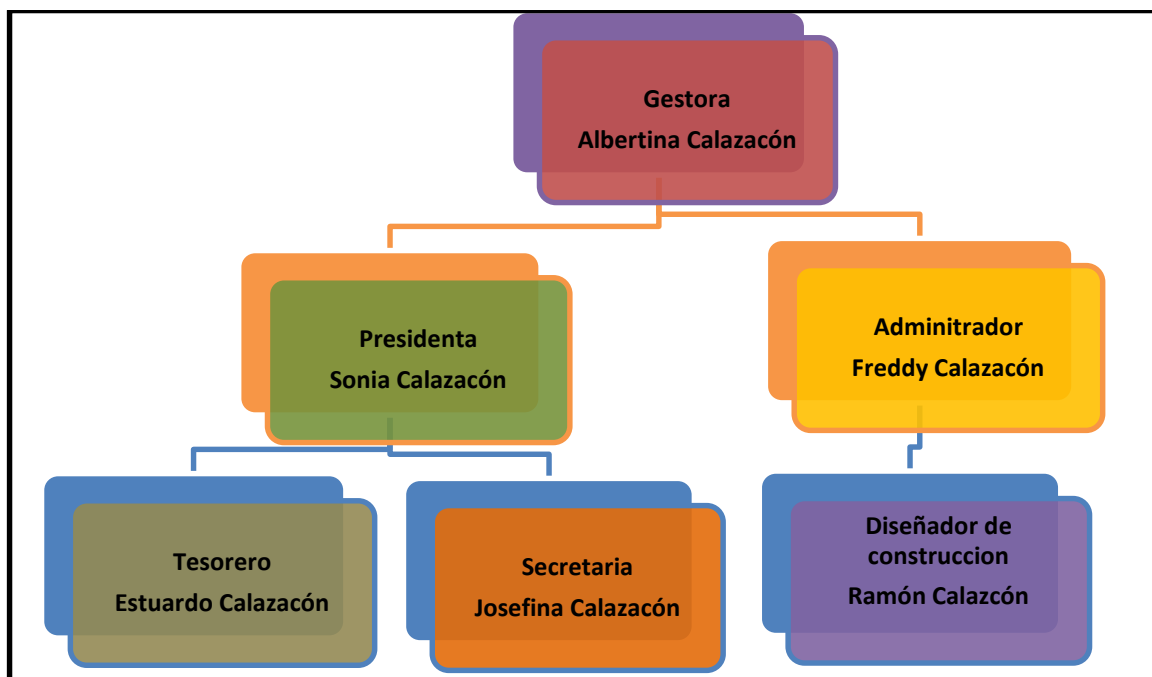 Gestora
Albertina Calazacón
Presidenta
Sonia Calazacón
Adminitrador
Freddy Calazacón
Tesorero
Estuardo Calazacón
Secretaria
Josefina Calazacón
Diseñador de
construccion
Ramón Calazcón